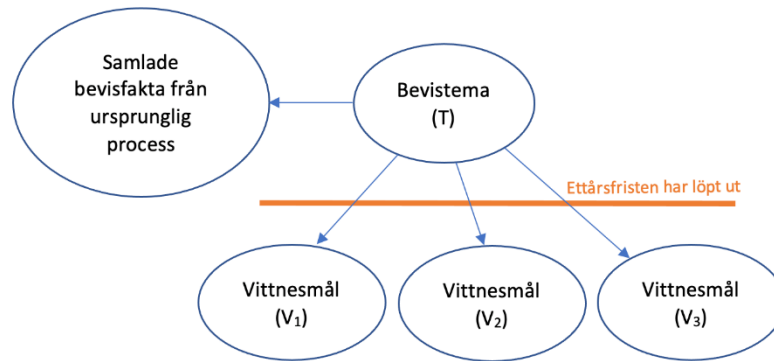 Samlade
bevisfakta från
ursprunglig
process
Bevistema
(T)
Ettårsfristen har löpt ut
Vittnesmål
(V₁)
Vittnesmål
(V₂)
Vittnesmål
(V₃)